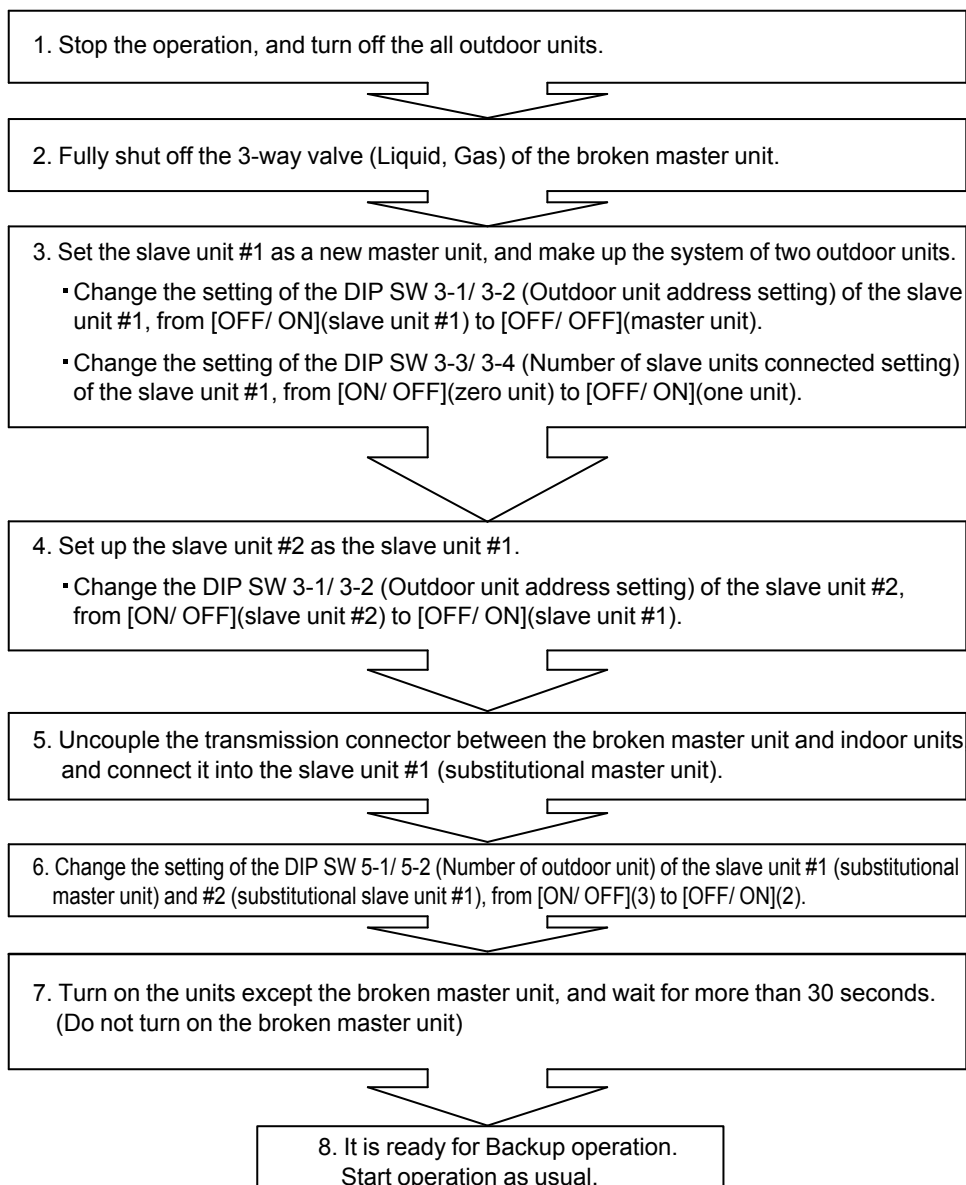 1. Stop the operation, and turn off the all outdoor units.
2. Fully shut off the 3-way valve (Liquid, Gas) of the broken master unit.
3. Set the slave unit #1 as a new master unit, and make up the system of two outdoor units.
▪ Change the setting of the DIP SW 3-1/ 3-2 (Outdoor unit address setting) of the slave
unit #1, from [OFF/ ON](slave unit #1) to [OFF/ OFF](master unit).
▪ Change the setting of the DIP SW 3-3/ 3-4 (Number of slave units connected setting)
of the slave unit #1, from [ON/ OFF](zero unit) to [OFF/ ON](one unit).
4. Set up the slave unit #2 as the slave unit #1.
▪ Change the DIP SW 3-1/ 3-2 (Outdoor unit address setting) of the slave unit #2,
from [ON/ OFF](slave unit #2) to [OFF/ ON](slave unit #1).
5. Uncouple the transmission connector between the broken master unit and indoor units
and connect it into the slave unit #1 (substitutional master unit).
6. Change the setting of the DIP SW 5-1/ 5-2 (Number of outdoor unit) of the slave unit #1 (substitutional
master unit) and #2 (substitutional slave unit #1), from [ON/ OFF](3) to [OFF/ ON](2).
7. Turn on the units except the broken master unit, and wait for more than 30 seconds.
(Do not turn on the broken master unit)
8. It is ready for Backup operation.
Start operation as usual.